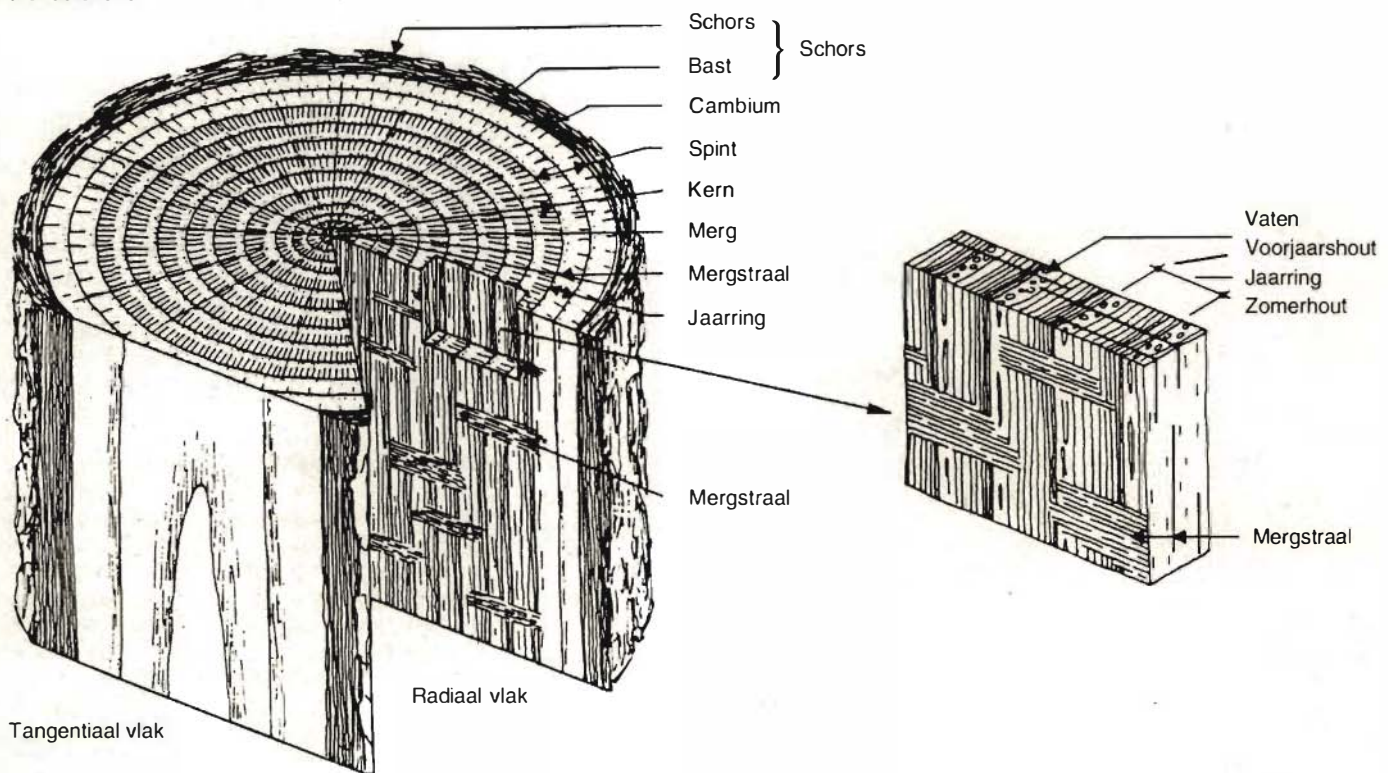 Schors
Schors
Bast
Cambium
Spint
Kern
Merg
Mergstraal
Jaarring
Mergstraal
Vaten
Voorjaarshout
Jaarring
Zomerhout
Mergstraal
Radiaal vlak
Tangentiaal vlak